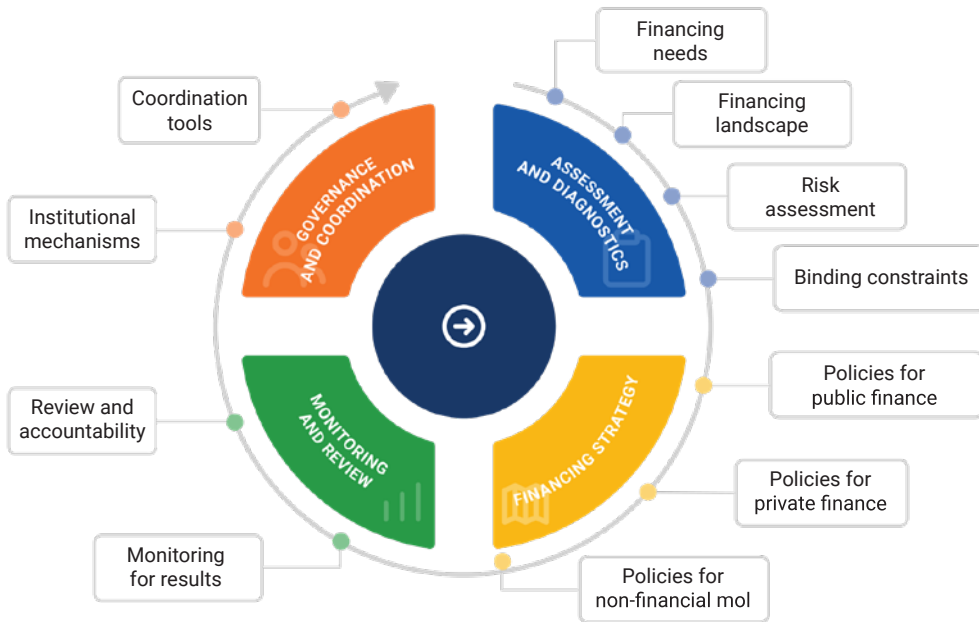 Financing
needs
Financing
landscape
Risk
assessment
Binding constraints
Policies for
public finance
Policies for
private finance
Policies for
non-financial mol
Monitoring
for results
Review and
accountability
Institutional
mechanisms
Coordination
tools
ASSESSMENT
AND DIAGNOSTICS
FINANCING STRATEGY
MONITORING
AND REVIEW
GOVERNANCE
AND COORDINATION